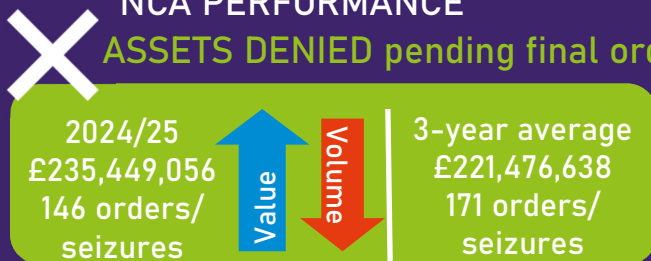 NCA PERFORMANCE
ASSETS DENIED pending final
2024/25
£235,449,056
146 orders/
seizures
Value
Volume
3-year average
£221,476,638
171 orders/
seizures